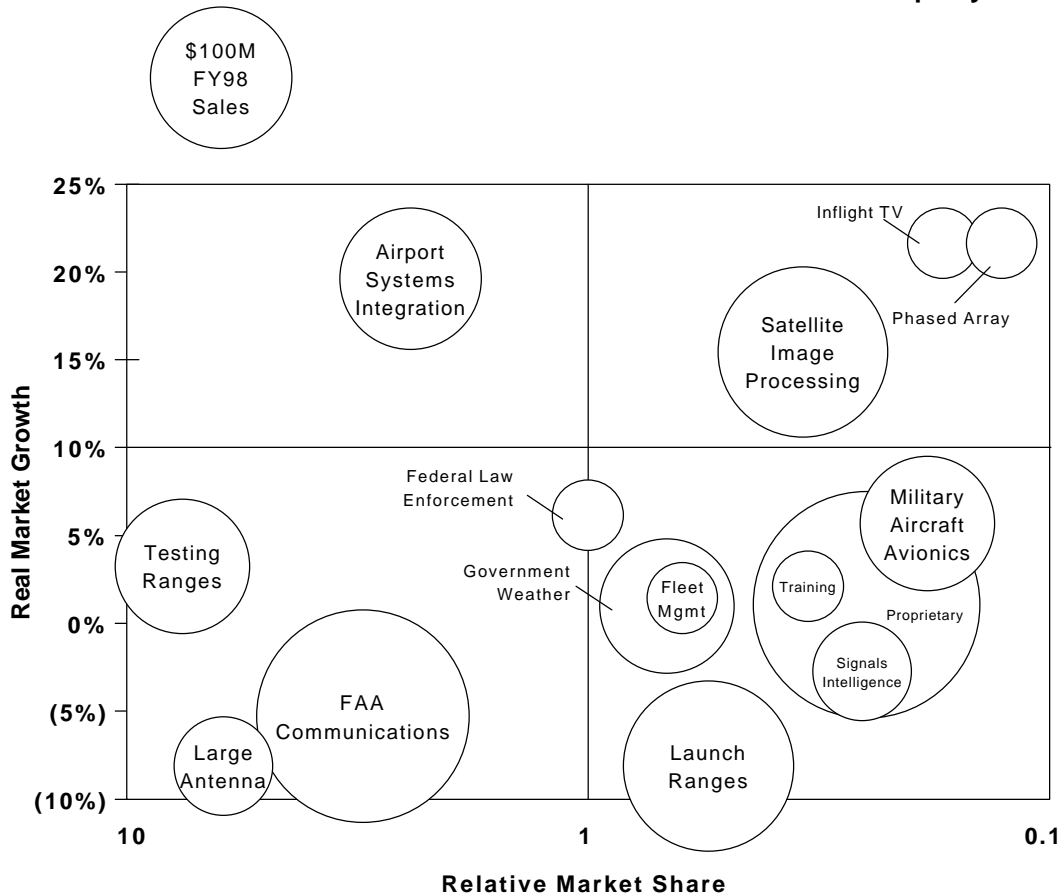 $100M
FY98
Sales
25%
20%
15%
10%
5%
0%
(5%)
(10%)
Real Market Growth
Inflight TV
Phased Array
Airport
Systems
Integration
Satellite
Image
Processing
Federal Law
Enforcement
Military
Aircraft
Avionics
Testing
Ranges
Government
Weather
Fleet
Mgmt
Training
Proprietary
Signals
Intelligence
FAA
Communications
Large
Antenna
Launch
Ranges
10
1
0.1
Relative Market Share